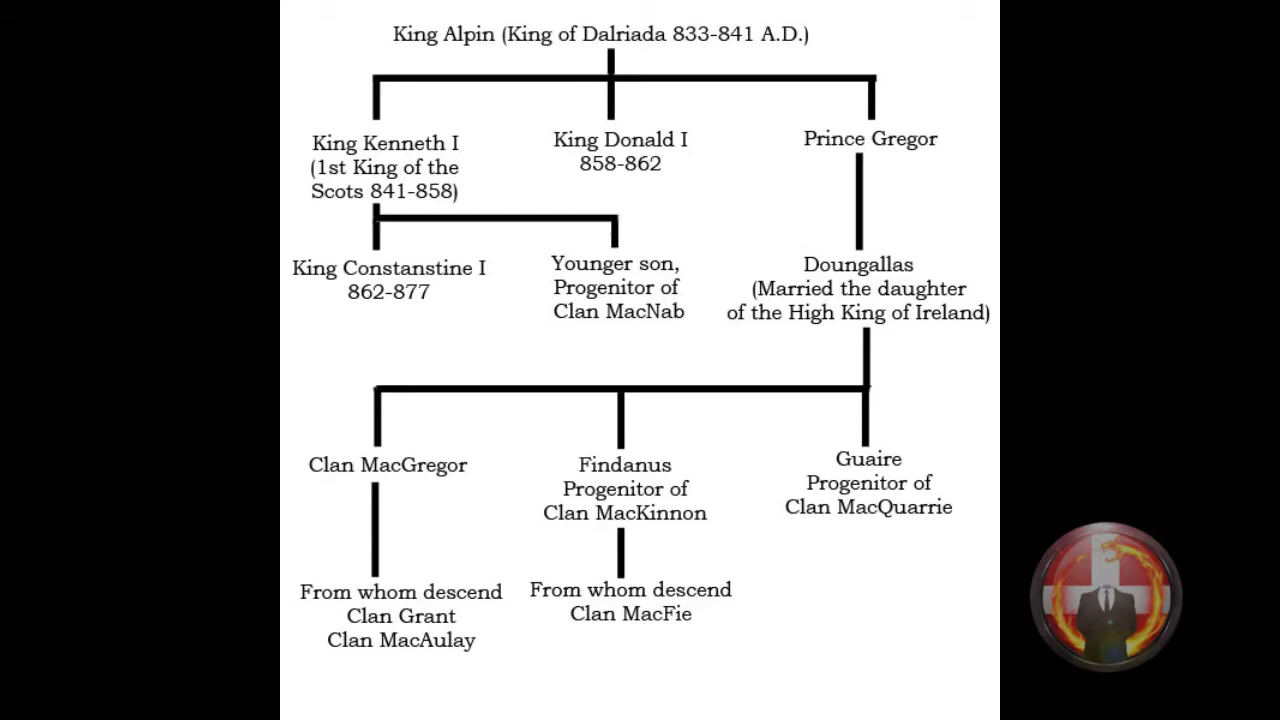 King Alpin (King of Dalriada 833-841 A.D.)
King Kenneth I
(1st King of the
Scots 841-858)
King Donald I
858-862
Prince Gregor
King Constanstine I
862-877
Younger son,
Progenitor of
Clan MacNab
Doungallas
(Married the daughter
of the High King of Ireland)
Clan MacGregor
Findanus
Progenitor of
Clan MacKinnon
Guaire
Progenitor of
Clan MacQuarrie
From whom descend
Clan Grant
Clan MacAulay
From whom descend
Clan MacFie